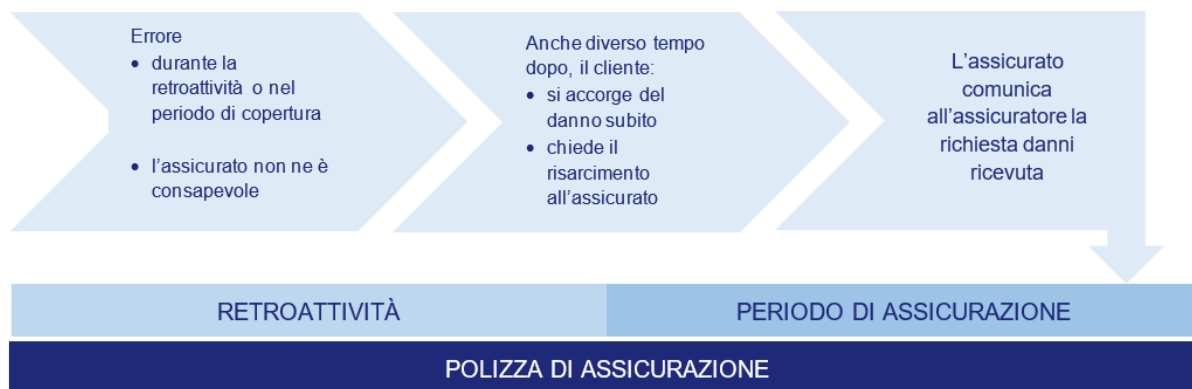 Errore
• durante la
retroattività o nel
periodo di copertura
• l'assicurato non ne è
consapevole
Anche diverso tempo
dopo, il cliente:
• si accorge del
danno subito
• chiede il
risarcimento
all'assicurato
L'assicurato
comunica
all'assicuratore la
richiesta danni
ricevuta
RETROATTIVITÀ
PERIODO DI ASSICURAZIONE
POLIZZA DI ASSICURAZIONE